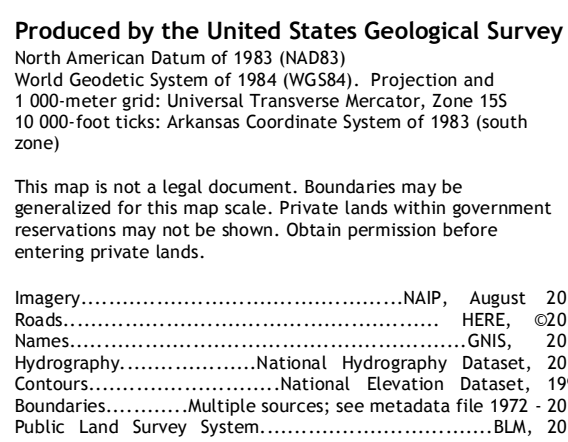 Produced by the United States Geological Survey
North American Datum of 1983 (NAD83)
World Geodetic System of 1984 (WGS84). Projection and
1 000-meter grid: Universal Transverse Mercator, Zone 15S
10 000-foot ticks: Arkansas Coordinate System of 1983 (south
zone)
This map is not a legal document. Boundaries may be
generalized for this map scale. Private lands within government
reservations may not be shown. Obtain permission before
entering private lands.
Imagery.............................................NAIP, August 20
Roads..................................................... HERE, ©20
Names.......................................................GNIS, 20
Hydrography....................National Hydrography Dataset, 20
Contours...........................National Elevation Dataset, 19
Boundaries............Multiple sources; see metadata file 1972 - 20
Public Land Survey System..................................BLM, 20